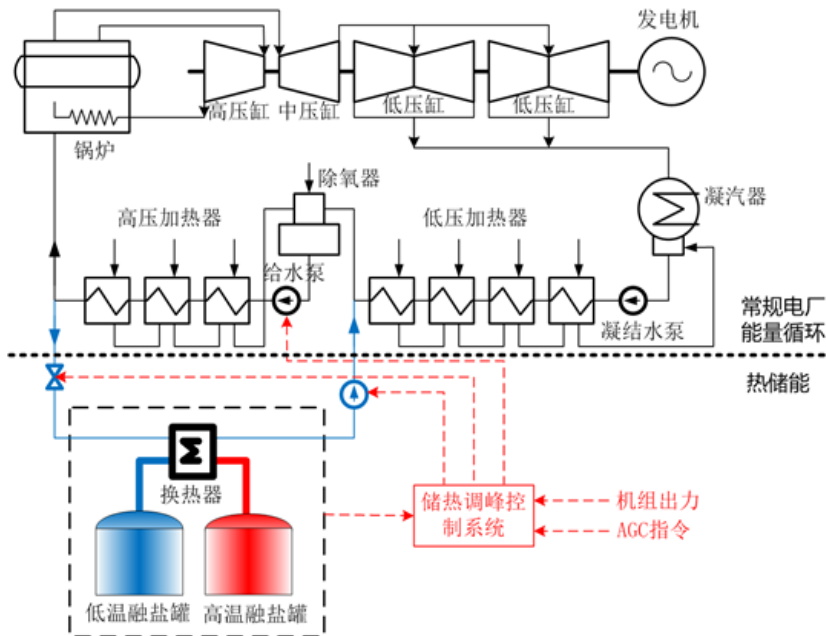 发电机
高压缸
中压缸
低压缸
低压缸
锅炉
除氧器
凝汽器
高压加热器
低压加热器
给水泵
凝结水泵
常规电厂
能量循环
热储能
换热器
储热调峰控
制系统
机组出力
AGC指令
低温融盐罐
高温融盐罐